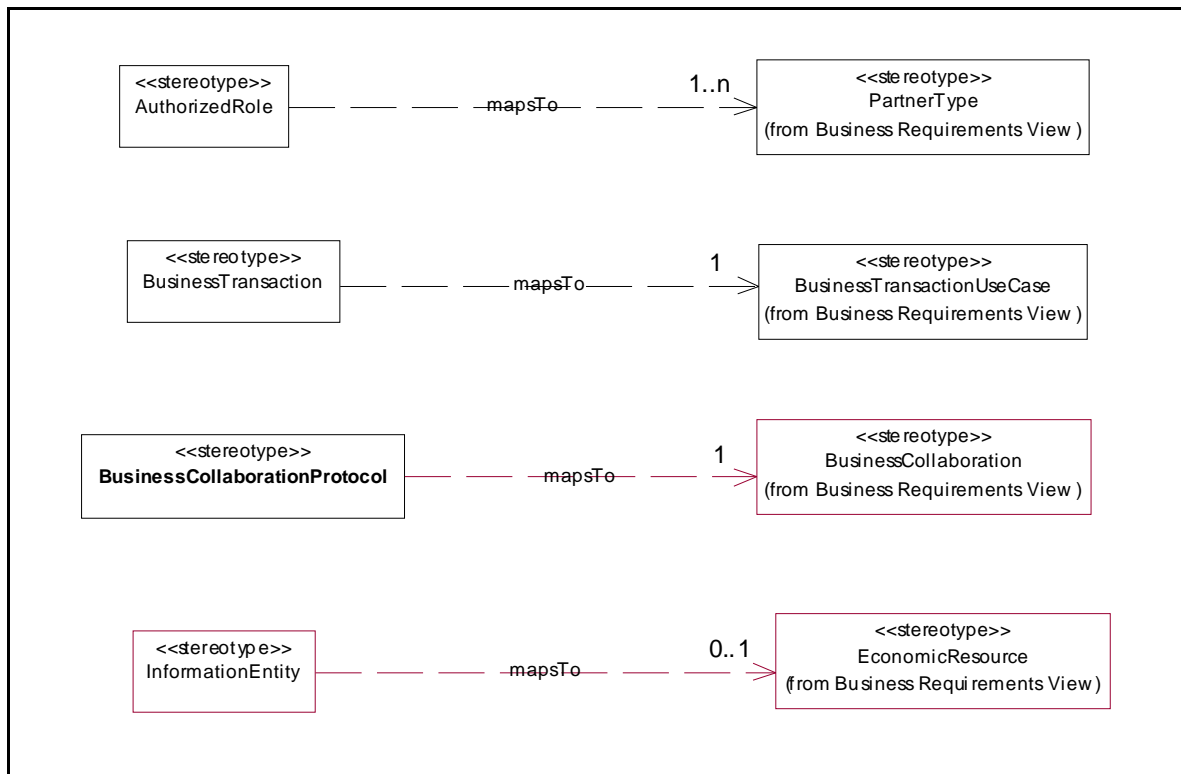 <<stereotype>>
AuthorizedRole
mapsTo
1..n
<<stereotype>>
PartnerType
(from Business Requirements View)
<<stereotype>>
BusinessTransaction
mapsTo
1
<<stereotype>>
BusinessTransactionUseCase
(from Business Requirements View)
<<stereotype>>
BusinessCollaborationProtocol
mapsTo
1
<<stereotype>>
BusinessCollaboration
(from Business Requirements View)
<<stereotype>>
InformationEntity
mapsTo
0..1
<<stereotype>>
EconomicResource
(from Business Requirements View)